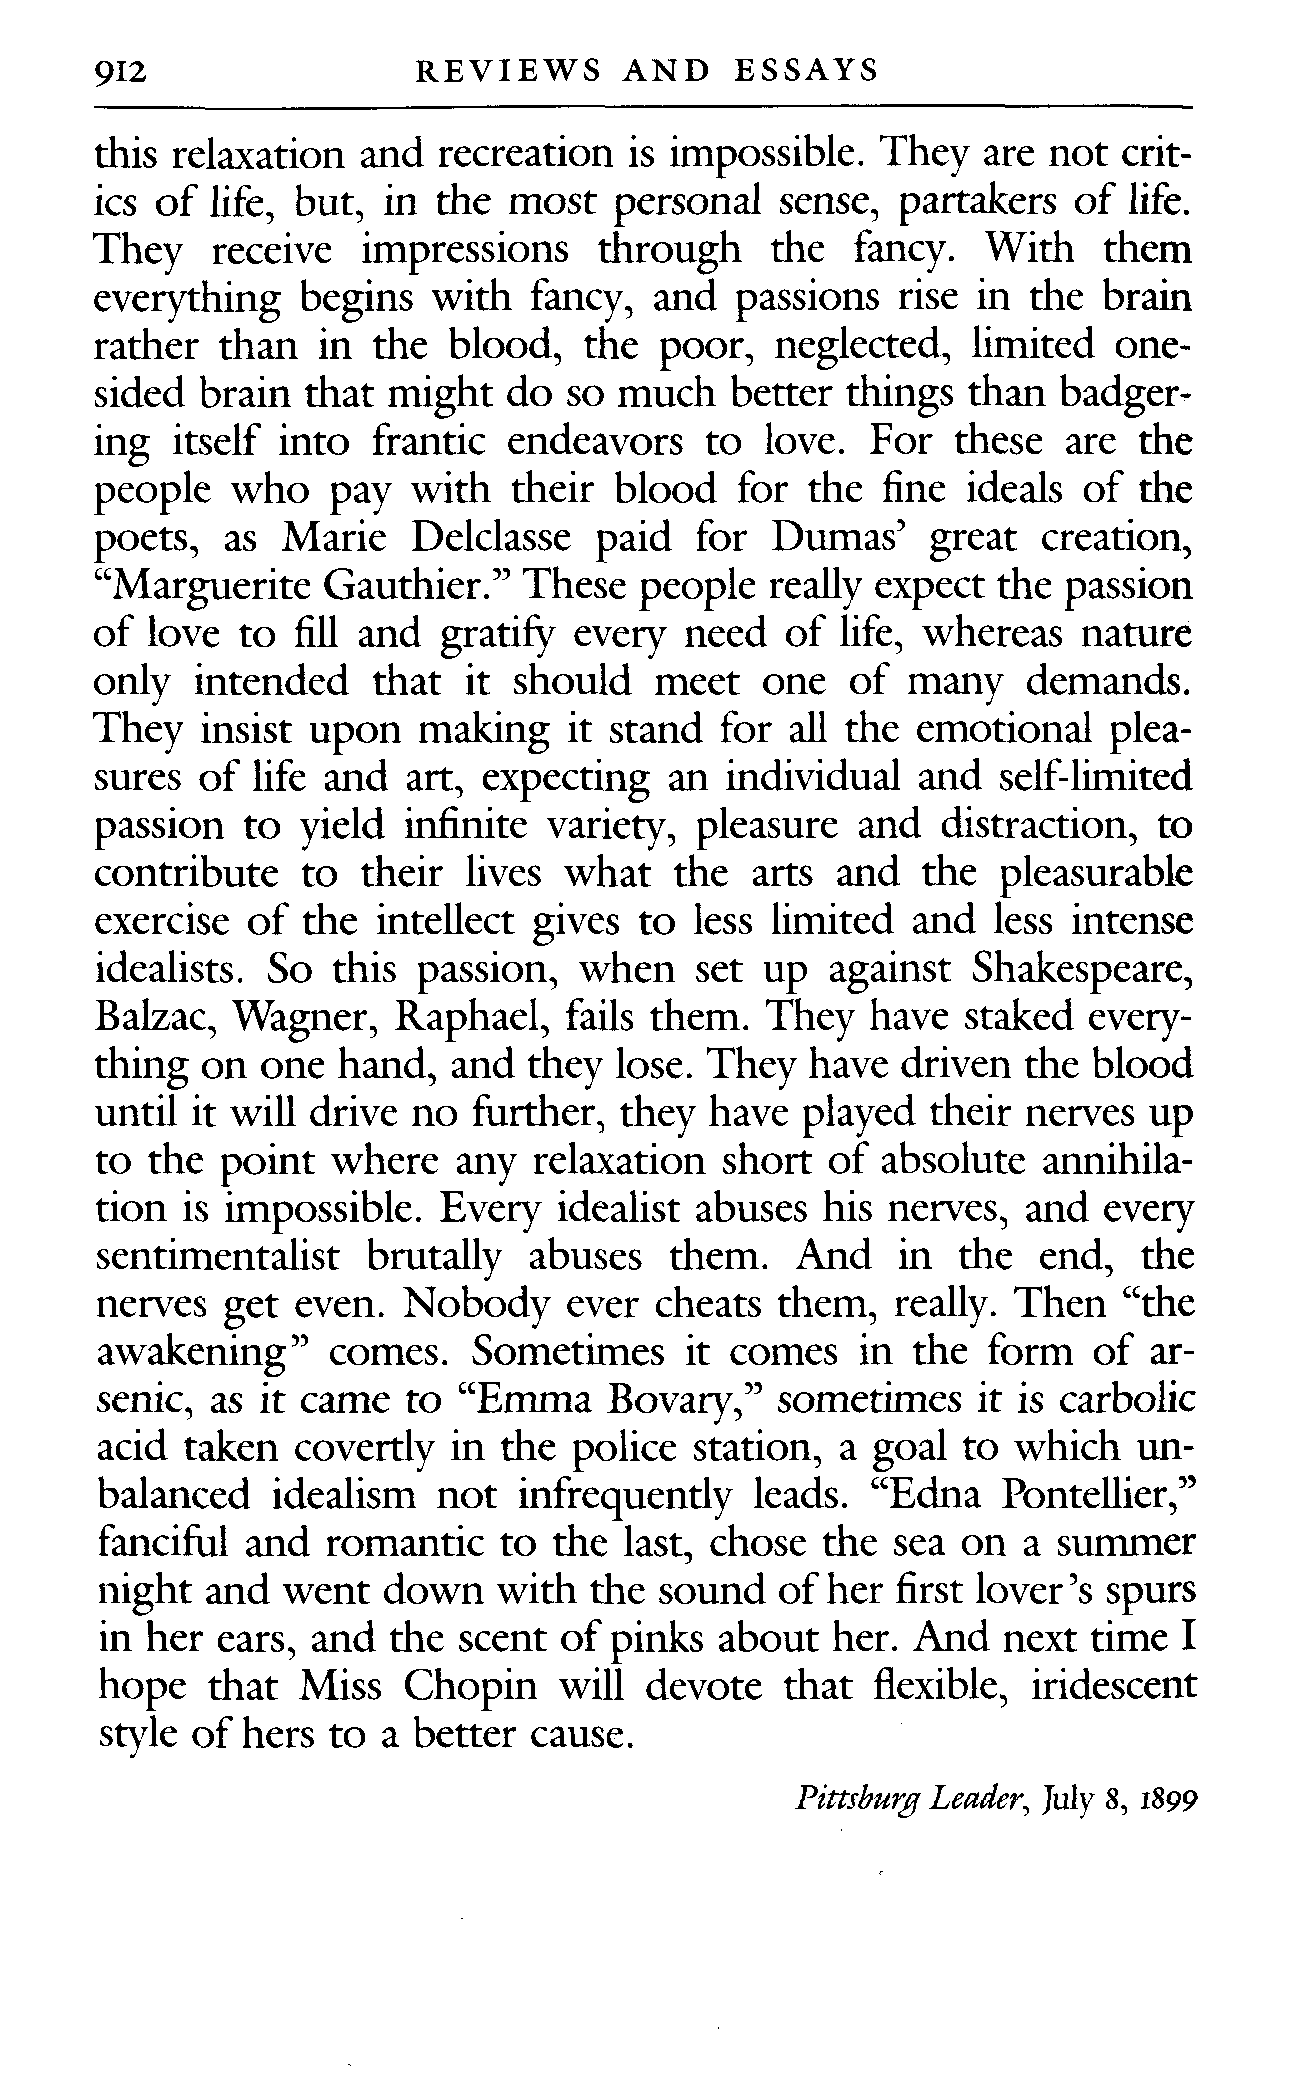 912 REVIEWS AND ESSAYS
this relaxation and recreation is impossible. They are not crit-
ics of life, but, in the most personal sense, partakers of life.
They receive impressions through the fancy. With them
everything begins with fancy, and passions rise in the brain
rather than in the blood, the poor, neglected, limited one-
sided brain that might do so much better things than badger-
ing itself into frantic endeavors to love. For these are the
people who pay with their blood for the fine ideals of the
poets, as Marie Delclasse paid for Dumas’ great creation,
“Marguerite Gauthier.” These people really expect the passion
of love to fill and gratify every need of life, whereas nature
only intended that it should meet one of many demands.
They insist upon making it stand for all the emotional plea-
sures of life and art, expecting an individual and self-limited
passion to yield infinite variety, pleasure and distraction, to
contribute to their lives what the arts and the pleasurable
exercise of the intellect gives to less limited and less intense
idealists. So this passion, when set up against Shakespeare,
Balzac, Wagner, Raphael, fails them. They have staked every-
thing on one hand, and they lose. They have driven the blood
until it will drive no further, they have played their nerves up
to the point where any relaxation short of absolute annihila-
tion is impossible. Every idealist abuses his nerves, and every
sentimentalist brutally abuses them. And in the end, the
nerves get even. Nobody ever cheats them, really. Then “the
awakening” comes. Sometimes it comes in the form of ar-
senic, as it came to “Emma Bovary,” sometimes it is carbolic
acid taken covertly in the police station, a goal to which un-
balanced idealism not infrequently leads. “Edna Pontellier,”
fanciful and romantic to the last, chose the sea on a summer
night and went down with the sound of her first lover’s spurs
in her ears, and the scent of pinks about her. And next time I
hope that Miss Chopin will devote that flexible, iridescent
style of hers to a better cause.
Pittsburg Leader, July 8, 1899